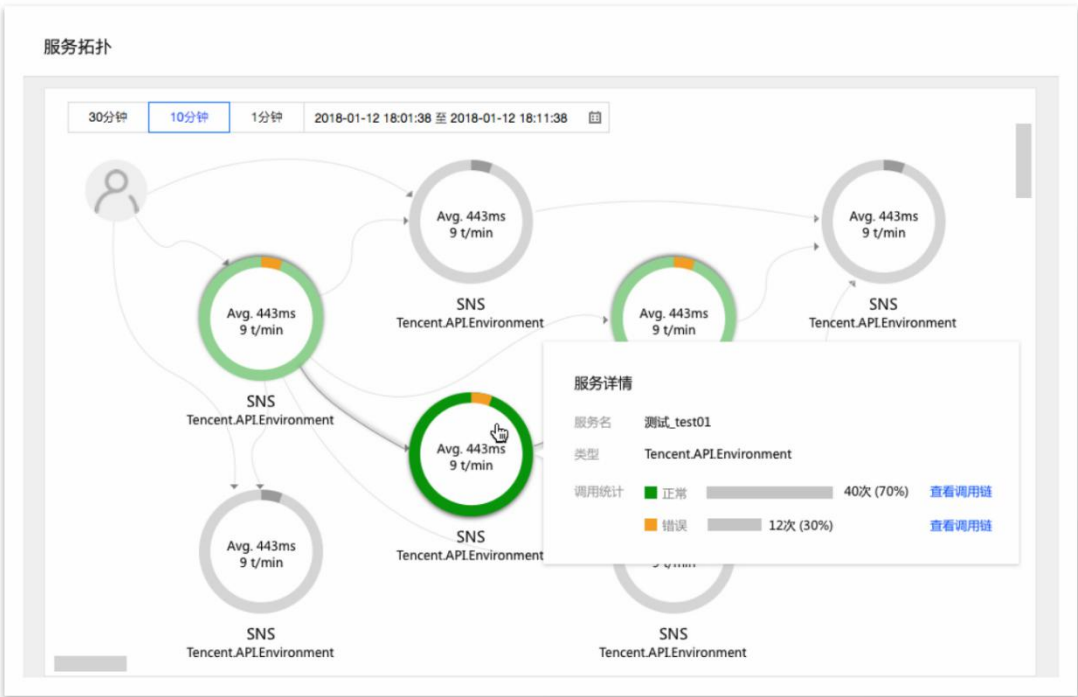 服务拓扑
30分钟 10分钟 1分钟 2018-01-12 18:01:38 至 2018-01-12 18:11:38
Avg. 443ms
9 t/min
SNS
Tencent.API.Environment
Avg. 443ms
9 t/min
SNS
Tencent.API.Environment
Avg. 443ms
9 t/min
SNS
Tencent.API.Environment
Avg. 443ms
9 t/min
Avg. 443ms
9 t/min
SNS
Tencent.API.Environment
服务详情
服务名 测试_test01
类型 Tencent.API.Environment
调用统计 正常 40次 (70%) 查看调用链
错误 12次 (30%) 查看调用链
Avg. 443ms
9 t/min
SNS
Tencent.API.Environment
SNS
Tencent.API.Environment